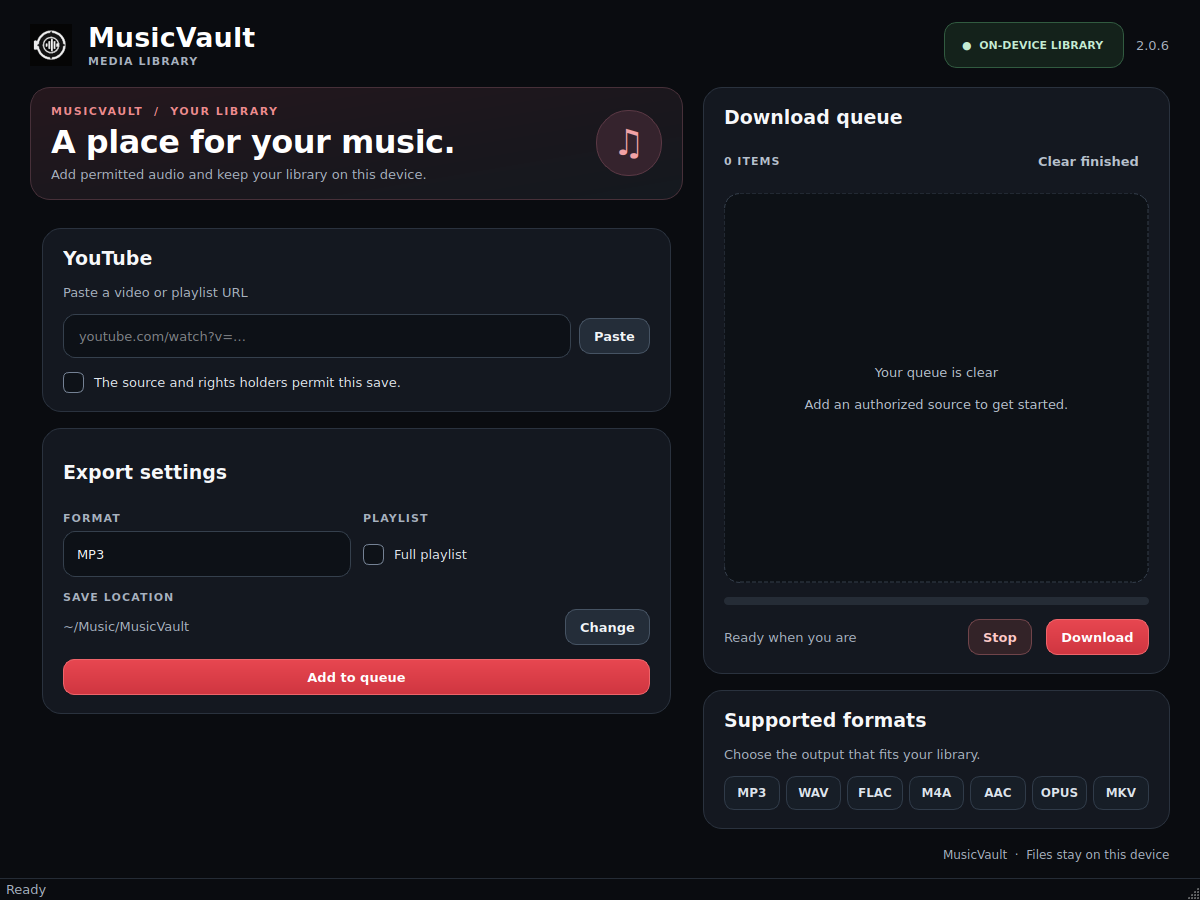 MusicVault
MEDIA LIBRARY
● ON-DEVICE LIBRARY
2.0.6
MUSICVAULT / YOUR LIBRARY
A place for your music.
Add permitted audio and keep your library on this device.
YouTube
Paste a video or playlist URL
youtube.com/watch?v=...
Paste
The source and rights holders permit this save.
Export settings
FORMAT
PLAYLIST
MP3
Full playlist
SAVE LOCATION
~/Music/MusicVault
Change
Add to queue
Download queue
0 ITEMS
Clear finished
Your queue is clear
Add an authorized source to get started.
Ready when you are
Stop
Download
Supported formats
Choose the output that fits your library.
MP3
WAV
FLAC
M4A
AAC
OPUS
MKV
MusicVault · Files stay on this device
Ready